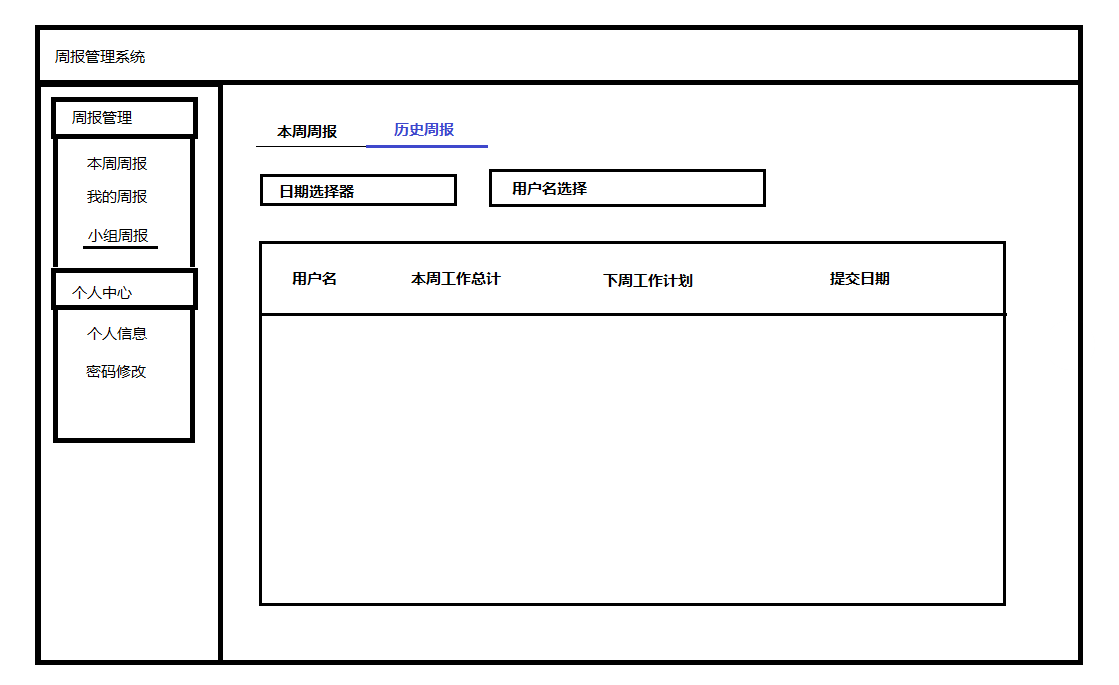 周报管理系统
周报管理
本周周报
我的周报
小组周报
个人中心
个人信息
密码修改
本周周报 历史周报
日期选择器 用户名选择
用户名 本周工作总计 下周工作计划 提交日期